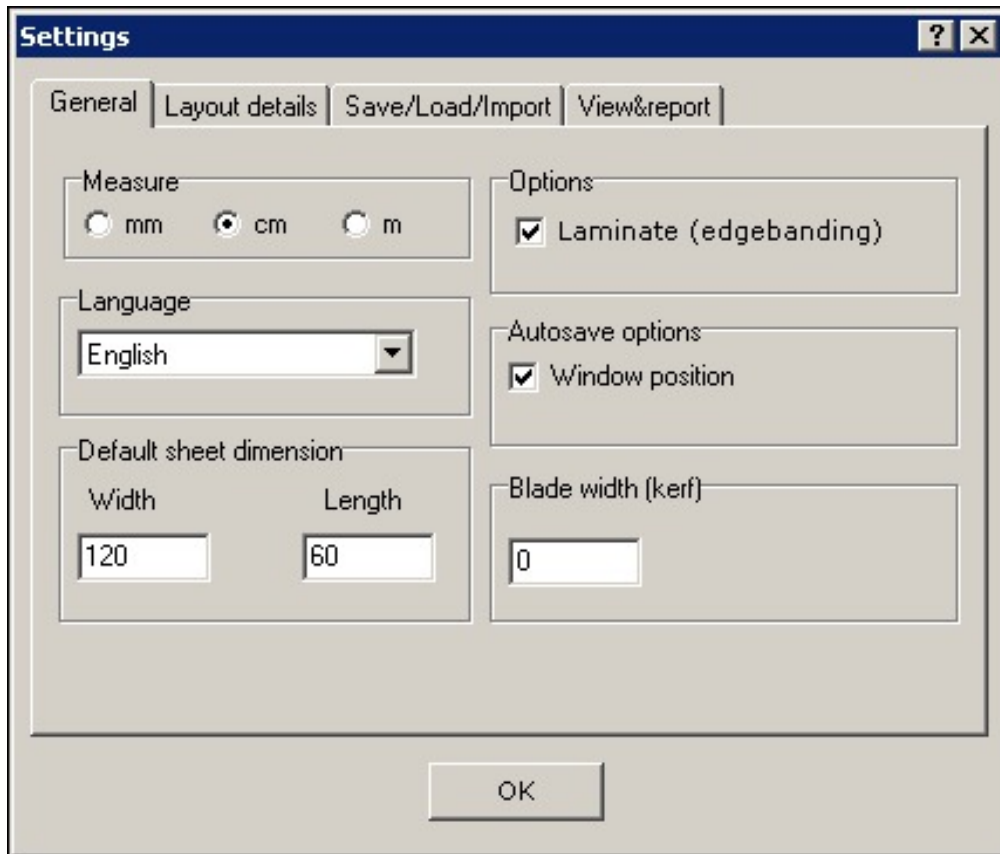 Settings
General
Layout details
Save/Load/Import
View&report
Measure
mm
cm
m
Options
Laminate (edgebanding)
Language
English
Autosave options
Window position
Default sheet dimension
Width
Length
120
60
Blade width (kerf)
0
OK